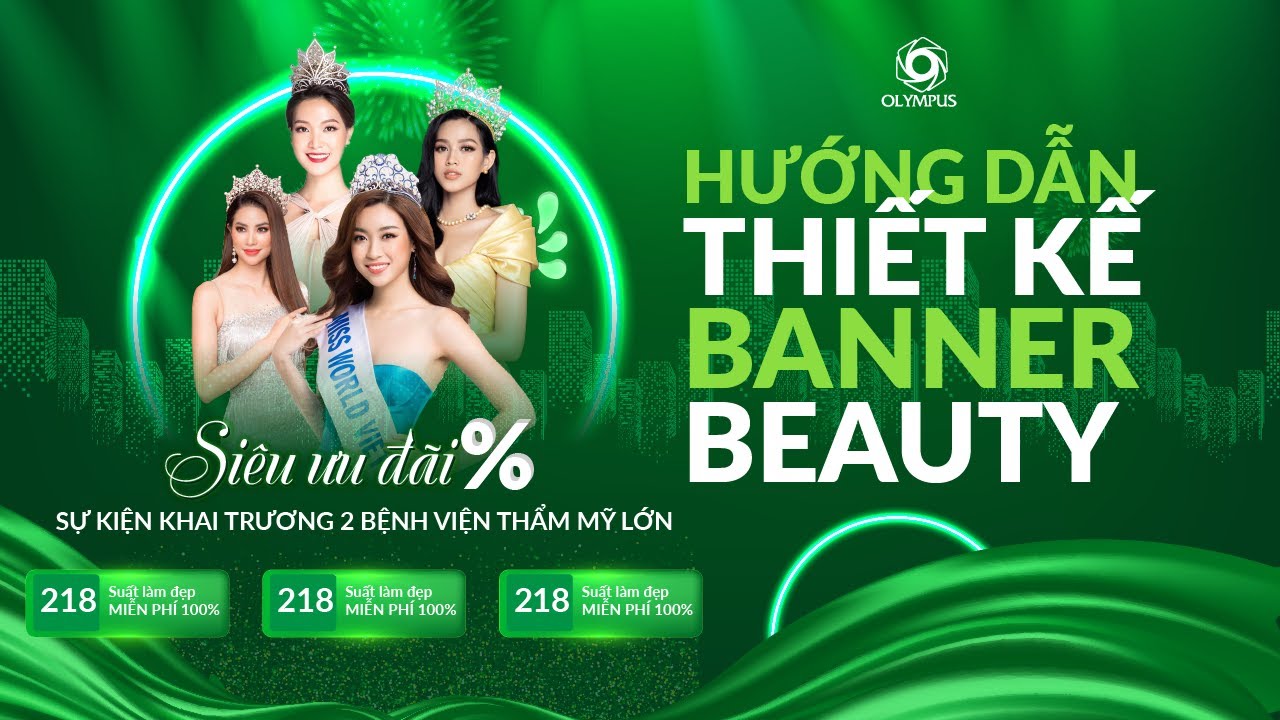 OLYMPUS
HƯỚNG DẪN
THIẾT KẾ
BANNER
BEAUTY
MISS WORLD VIE
Siêu ưu đãi %
SỰ KIỆN KHAI TRƯƠNG 2 BỆNH VIỆN THẨM MỸ LỚN
218 Suất làm đẹp
MIỄN PHÍ 100%
218 Suất làm đẹp
MIỄN PHÍ 100%
218 Suất làm đẹp
MIỄN PHÍ 100%